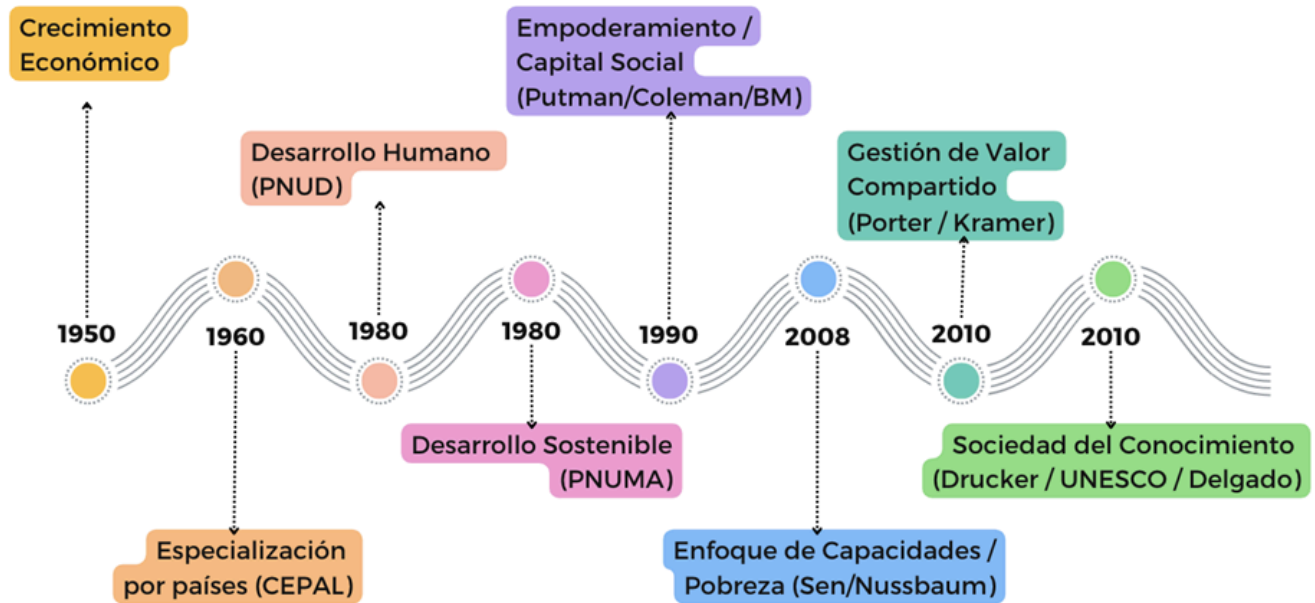 Crecimiento
Económico
1950
Especialización
por países (CEPAL)
1960
Desarrollo Humano
(PNUD)
1980
Desarrollo Sostenible
(PNUMA)
1980
Empoderamiento /
Capital Social
(Putman/Coleman/BM)
1990
Enfoque de Capacidades /
Pobreza (Sen/Nussbaum)
2008
Gestión de Valor
Compartido
(Porter / Kramer)
2010
Sociedad del Conocimiento
(Drucker / UNESCO / Delgado)
2010